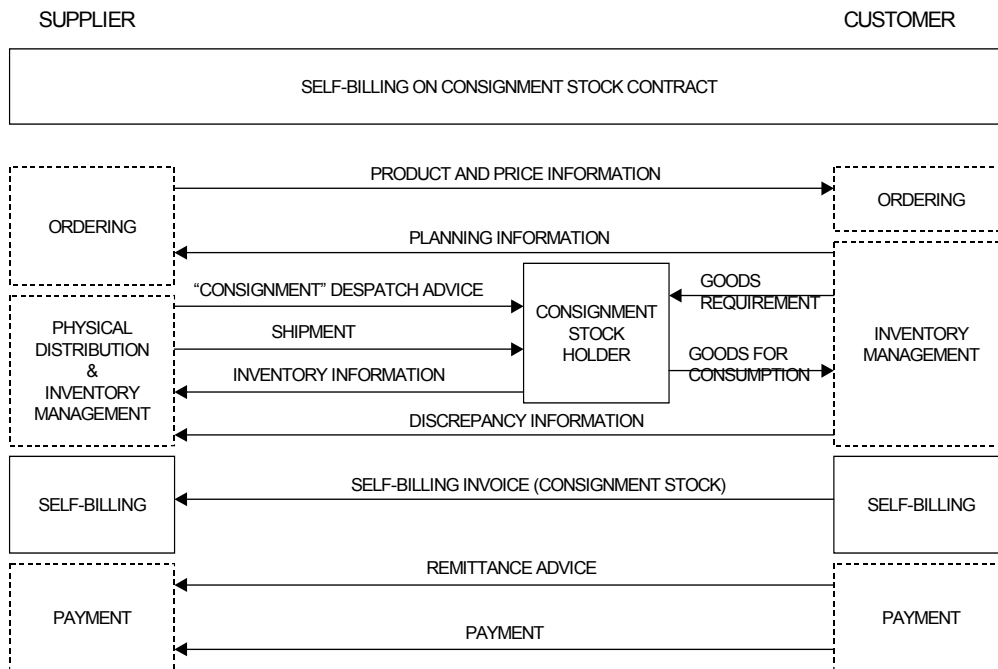 SUPPLIER
CUSTOMER
SELF-BILLING ON CONSIGNMENT STOCK CONTRACT
PRODUCT AND PRICE INFORMATION
ORDERING
ORDERING
PLANNING INFORMATION
“CONSIGNMENT” DESPATCH ADVICE
GOODS
REQUIREMENT
CONSIGNMENT
STOCK
HOLDER
PHYSICAL
DISTRIBUTION
&
INVENTORY
MANAGEMENT
SHIPMENT
INVENTORY
MANAGEMENT
GOODS FOR
CONSUMPTION
INVENTORY INFORMATION
DISCREPANCY INFORMATION
SELF-BILLING
SELF-BILLING INVOICE (CONSIGNMENT STOCK)
SELF-BILLING
REMITTANCE ADVICE
PAYMENT
PAYMENT
PAYMENT